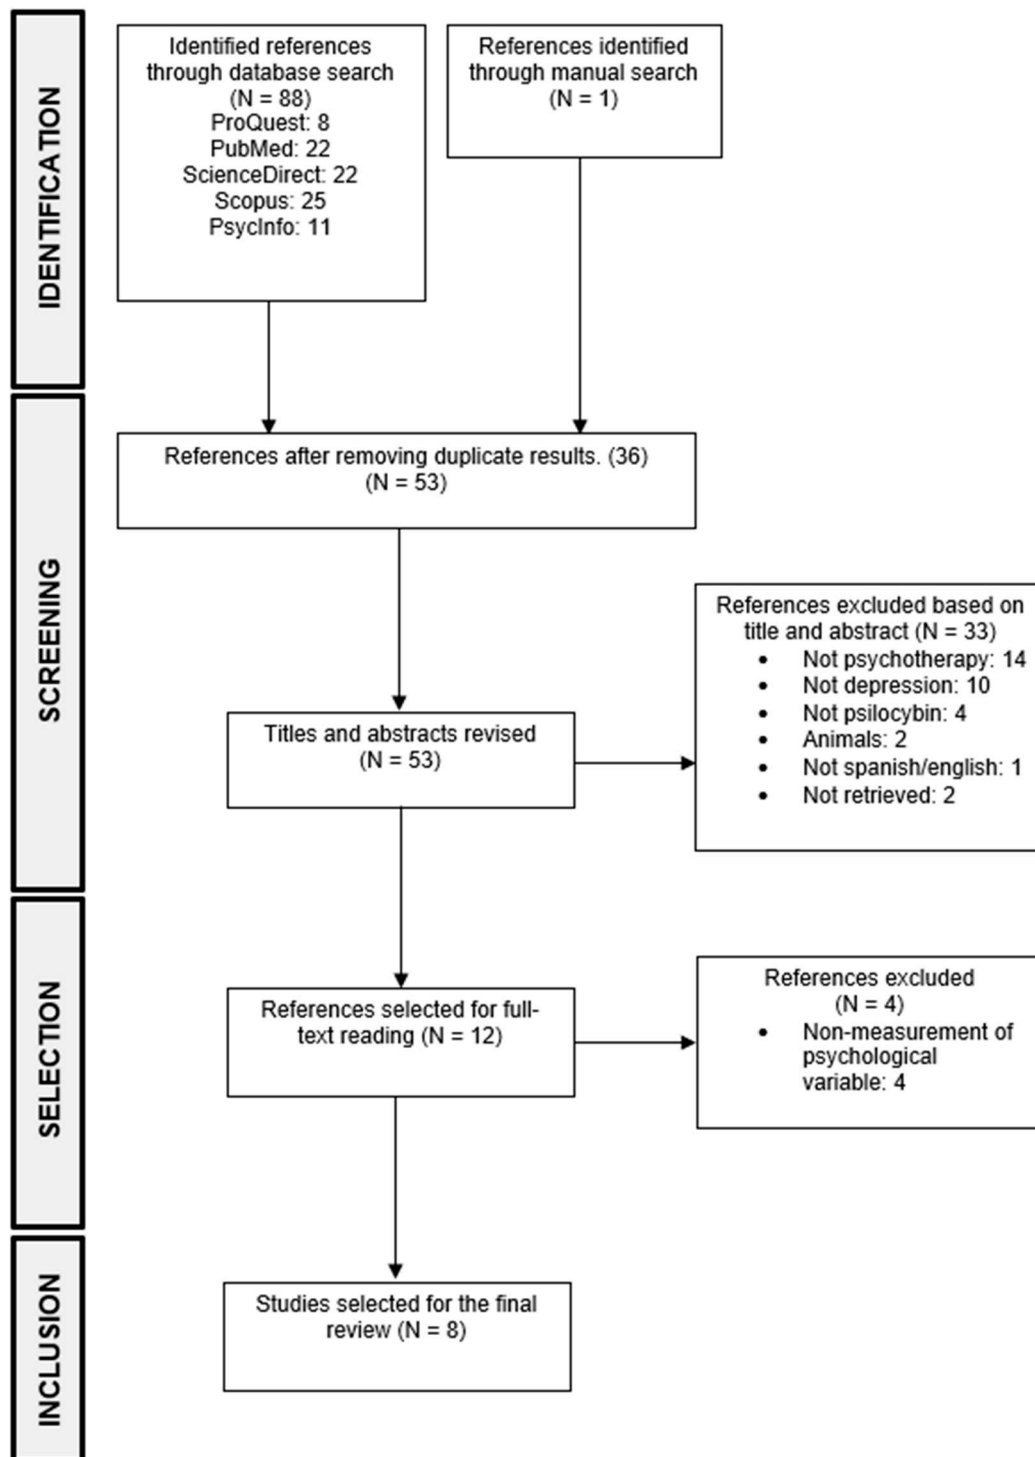 IDENTIFICATION
Identified references
through database search
(N = 88)
ProQuest: 8
PubMed: 22
ScienceDirect: 22
Scopus: 25
PsycInfo: 11
References identified
through manual search
(N = 1)
SCREENING
References after removing duplicate results. (36)
(N = 53)
Titles and abstracts revised
(N = 53)
References excluded based on
title and abstract (N = 33)
• Not psychotherapy: 14
• Not depression: 10
• Not psilocybin: 4
• Animals: 2
• Not spanish/english: 1
• Not retrieved: 2
SELECTION
References selected for full-
text reading (N = 12)
References excluded
(N = 4)
• Non-measurement of
psychological
variable: 4
INCLUSION
Studies selected for the final
review (N = 8)